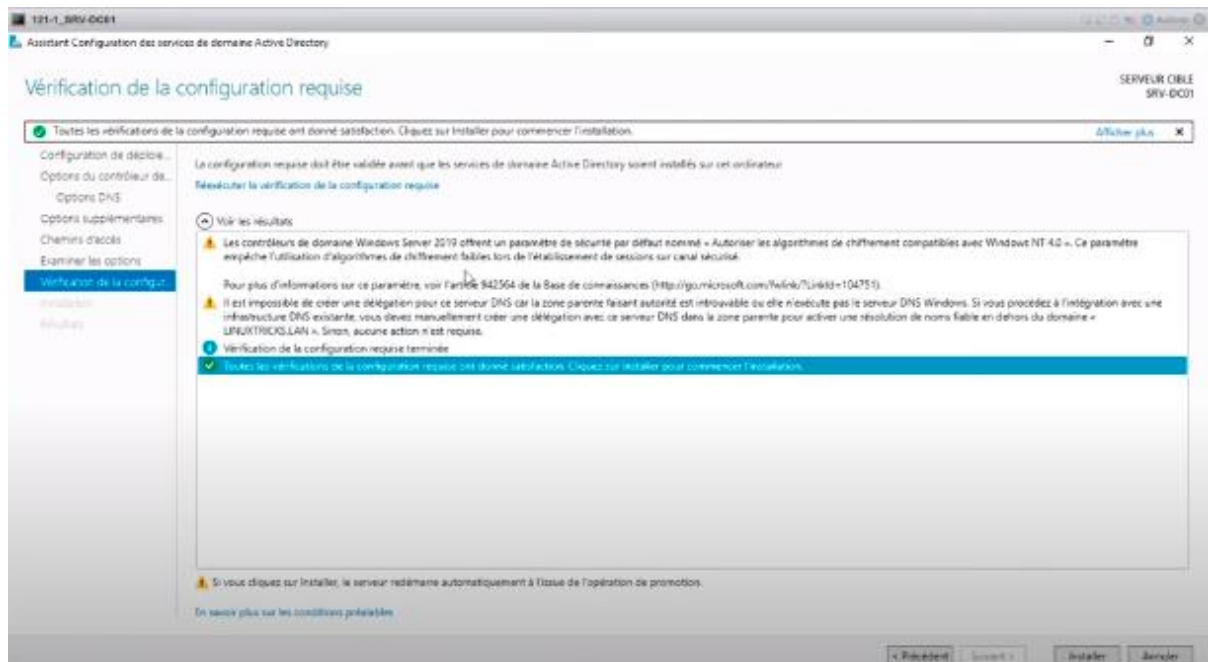 121-1_SRV-DC01
Assistant Configuration des services de domaine Active Directory
Vérification de la configuration requise
SERVEUR CIBLE
SRV-DC01
Toutes les vérifications de la configuration requise ont donné satisfaction. Cliquez sur Installer pour commencer l'installation.
Afficher plus
Configuration de déploie...
Options du contrôleur de...
Options DNS
Options supplémentaires
Chemins d'accès
Examiner les options
Vérification de la configur...
Installation
Résultats
La configuration requise doit être validée avant que les services de domaine Active Directory soient installés sur cet ordinateur
Réexécuter la vérification de la configuration requise
Voir les résultats
Les contrôleurs de domaine Windows Server 2019 offrent un paramètre de sécurité par défaut nommé « Autoriser les algorithmes de chiffrement compatibles avec Windows NT 4.0 ». Ce paramètre
empêche l'utilisation d'algorithmes de chiffrement faibles lors de l'établissement de sessions sur canal sécurisé.
Pour plus d'informations sur ce paramètre, voir l'article 942564 de la Base de connaissances (http://go.microsoft.com/fwlink/?LinkId=104751).
Il est impossible de créer une délégation pour ce serveur DNS car la zone parente faisant autorité est introuvable ou elle n'exécute pas le serveur DNS Windows. Si vous procédez à l'intégration avec une
infrastructure DNS existante, vous devez manuellement créer une délégation avec ce serveur DNS dans la zone parente pour activer une résolution de noms fiable en dehors du domaine «
LINUXTRICKS.LAN ». Sinon, aucune action n'est requise.
Vérification de la configuration requise terminée
Toutes les vérifications de la configuration requise ont donné satisfaction. Cliquez sur Installer pour commencer l'installation.
Si vous cliquez sur Installer, le serveur redémarre automatiquement à l'issue de l'opération de promotion.
En savoir plus sur les conditions préalables
< Précédent
Suivant >
Installer
Annuler